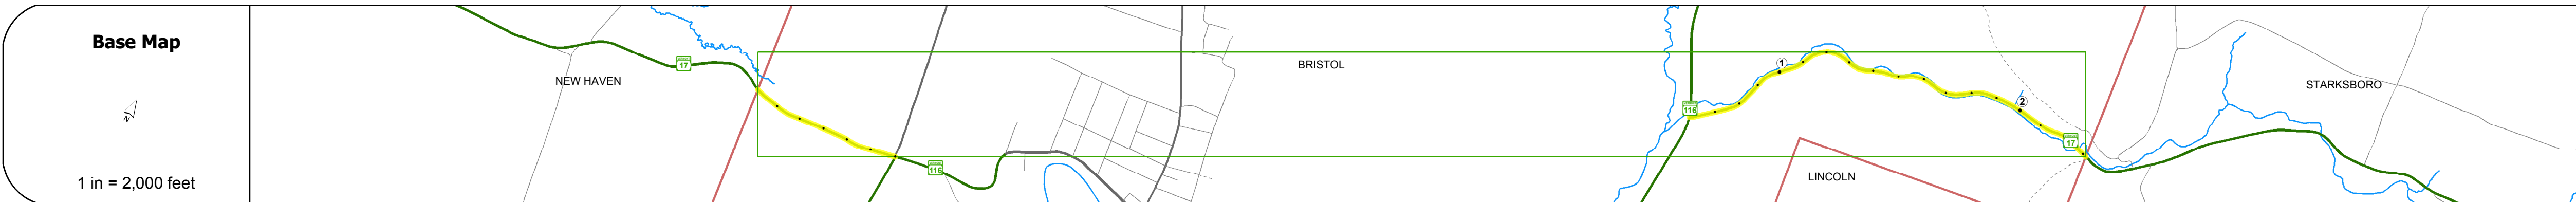 Base Map
N
1 in = 2,000 feet
17
NEW HAVEN
116
BRISTOL
116
1
2
17
LINCOLN
STARKSBORO